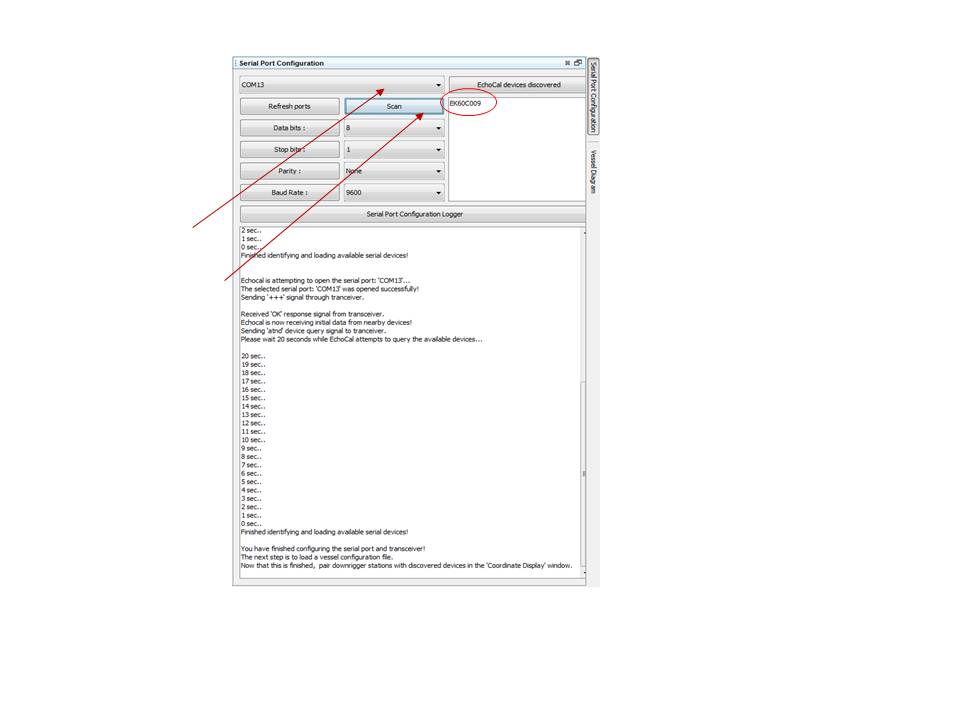 Serial Port Configuration
COM13
EchoCal devices discovered
Refresh ports
Scan
EK60C009
Data bits :
8
Stop bits :
1
Parity :
None
Baud Rate :
9600
Serial Port Configuration Logger
2 sec..
1 sec..
0 sec..
Finished identifying and loading available serial devices!
Echocal is attempting to open the serial port: 'COM13'...
The selected serial port: 'COM13' was opened successfully!
Sending '+++' signal through tranceiver.
Received 'OK' response signal from transceiver.
Echocal is now receiving initial data from nearby devices!
Sending 'atnd' device query signal to tranceiver.
Please wait 20 seconds while EchoCal attempts to query the available devices...
20 sec..
19 sec..
18 sec..
17 sec..
16 sec..
15 sec..
14 sec..
13 sec..
12 sec..
11 sec..
10 sec..
9 sec..
8 sec..
7 sec..
6 sec..
5 sec..
4 sec..
3 sec..
2 sec..
1 sec..
0 sec..
Finished identifying and loading available serial devices!
You have finished configuring the serial port and transceiver!
The next step is to load a vessel configuration file.
Now that this is finished, pair downrigger stations with discovered devices in the 'Coordinate Display' window.
Serial Port Configuration
Vessel Diagram